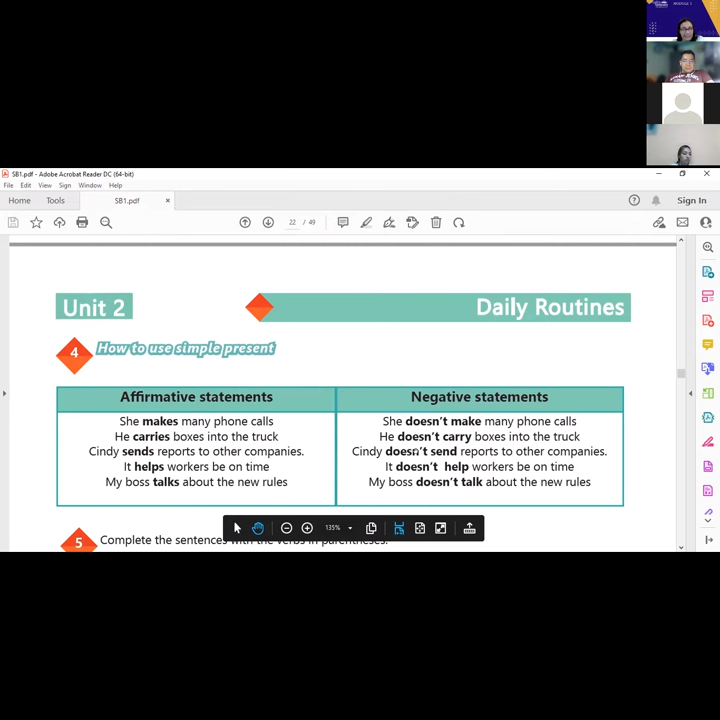 MODULE 1
SB1.pdf - Adobe Acrobat Reader DC (64-bit)
File Edit View Sign Window Help
Home Tools SB1.pdf × Sign In
22 / 49
Unit 2 Daily Routines
4 How to use simple present
Affirmative statements Negative statements
She makes many phone calls She doesn't make many phone calls
He carries boxes into the truck He doesn't carry boxes into the truck
Cindy sends reports to other companies. Cindy doesn't send reports to other companies.
It helps workers be on time It doesn't help workers be on time
My boss talks about the new rules My boss doesn't talk about the new rules
135%
5 Complete the sentences with the verbs in parentheses.